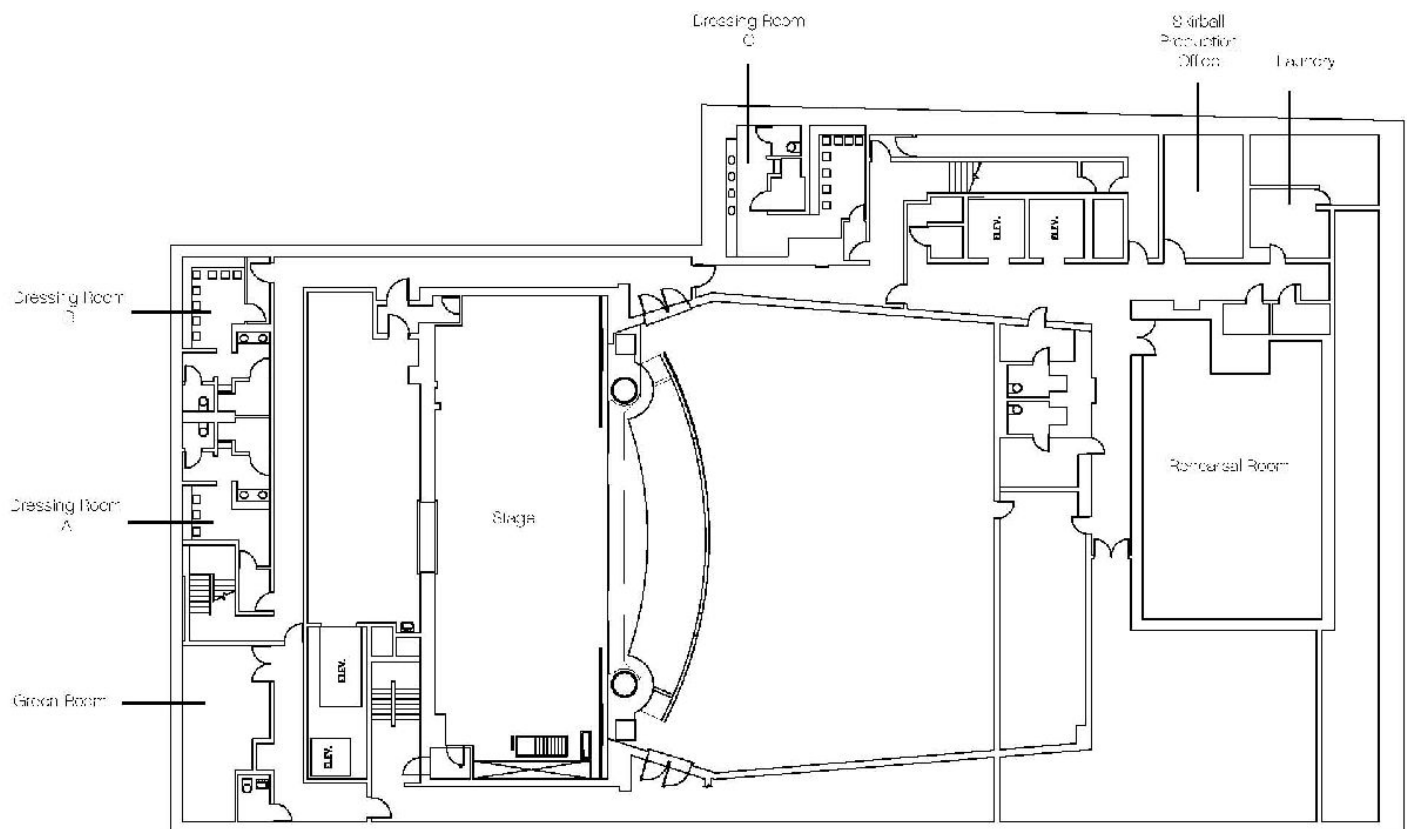 Dressing Room
C
Skirball
Production
Office
Laundry
ELEV.
ELEV.
Dressing Room
B
Rehearsal Room
Dressing Room
A
Stage
ELEV.
Green Room
ELEV.